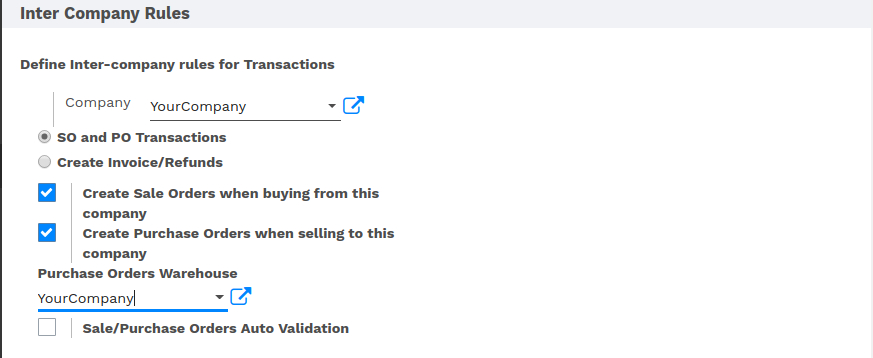 Inter Company Rules
Define Inter-company rules for Transactions
Company YourCompany
SO and PO Transactions
Create Invoice/Refunds
Create Sale Orders when buying from this
company
Create Purchase Orders when selling to this
company
Purchase Orders Warehouse
YourCompany
Sale/Purchase Orders Auto Validation